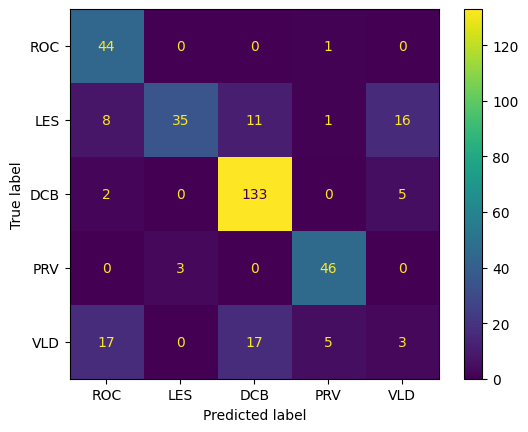 True label
ROC 44 0 0 1 0
LES 8 35 11 1 16
DCB 2 0 133 0 5
PRV 0 3 0 46 0
VLD 17 0 17 5 3
ROC LES DCB PRV VLD
Predicted label
120
100
80
60
40
20
0